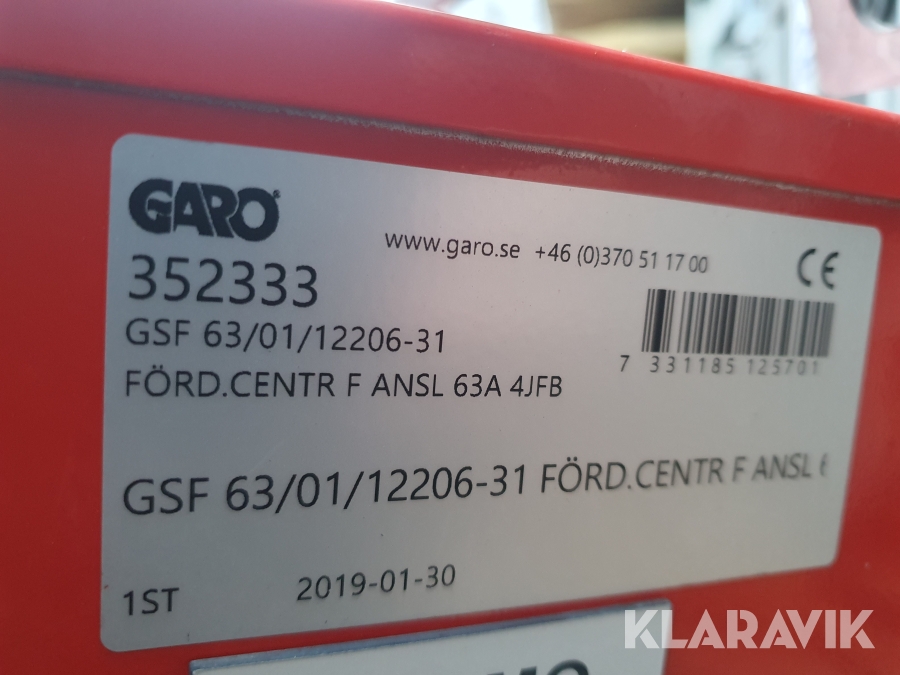 GARO
www.garo.se +46 (0)370 51 17 00
CE
352333
GSF 63/01/12206-31
7 331185 125701
FÖRD.CENTR F ANSL 63A 4JFB
GSF 63/01/12206-31 FÖRD.CENTR F ANSL
1ST 2019-01-30
KLARAVIK